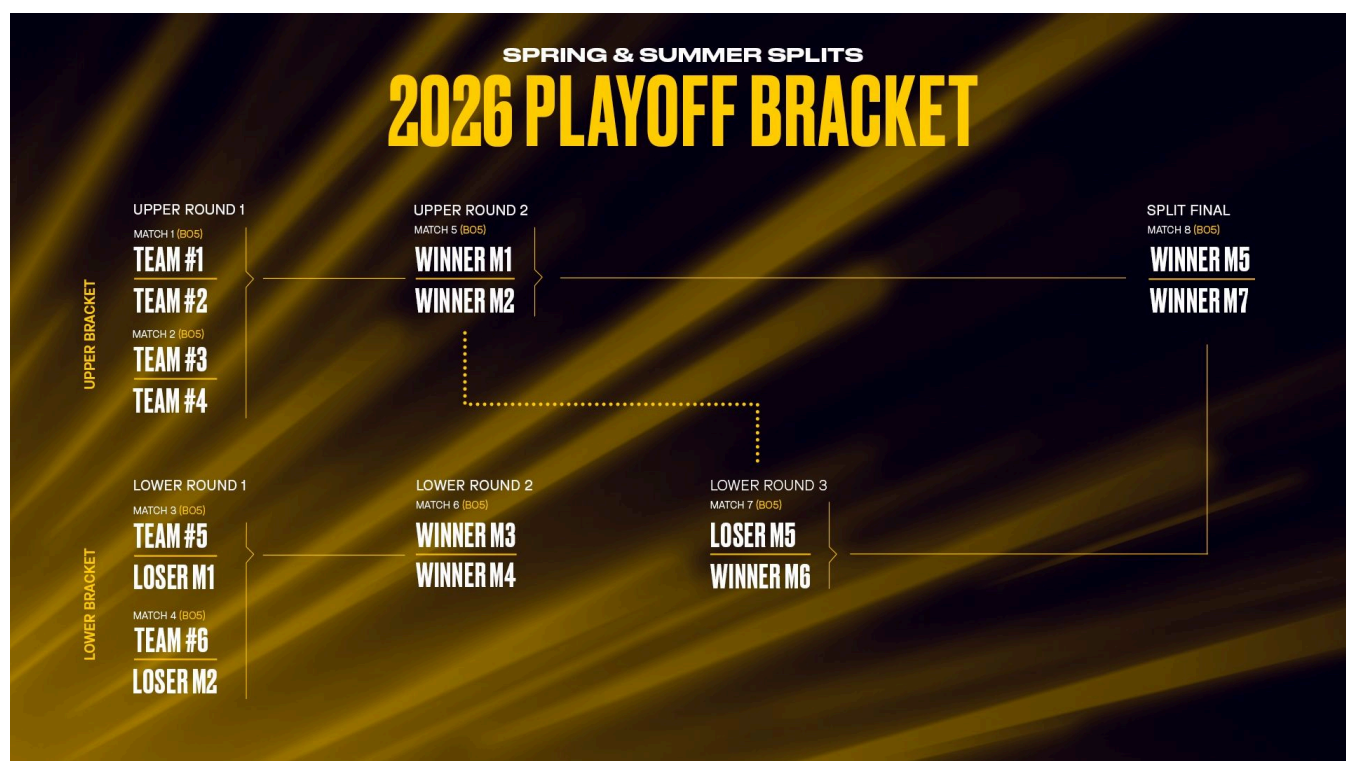 SPRING & SUMMER SPLITS
2026 PLAYOFF BRACKET
UPPER BRACKET
UPPER ROUND 1
MATCH 1 (BO5)
TEAM #1
TEAM #2
MATCH 2 (BO5)
TEAM #3
TEAM #4
UPPER ROUND 2
MATCH 5 (BO5)
WINNER M1
WINNER M2
SPLIT FINAL
MATCH 8 (BO5)
WINNER M5
WINNER M7
LOWER BRACKET
LOWER ROUND 1
MATCH 3 (BO5)
TEAM #5
LOSER M1
MATCH 4 (BO5)
TEAM #6
LOSER M2
LOWER ROUND 2
MATCH 6 (BO5)
WINNER M3
WINNER M4
LOWER ROUND 3
MATCH 7 (BO5)
LOSER M5
WINNER M6